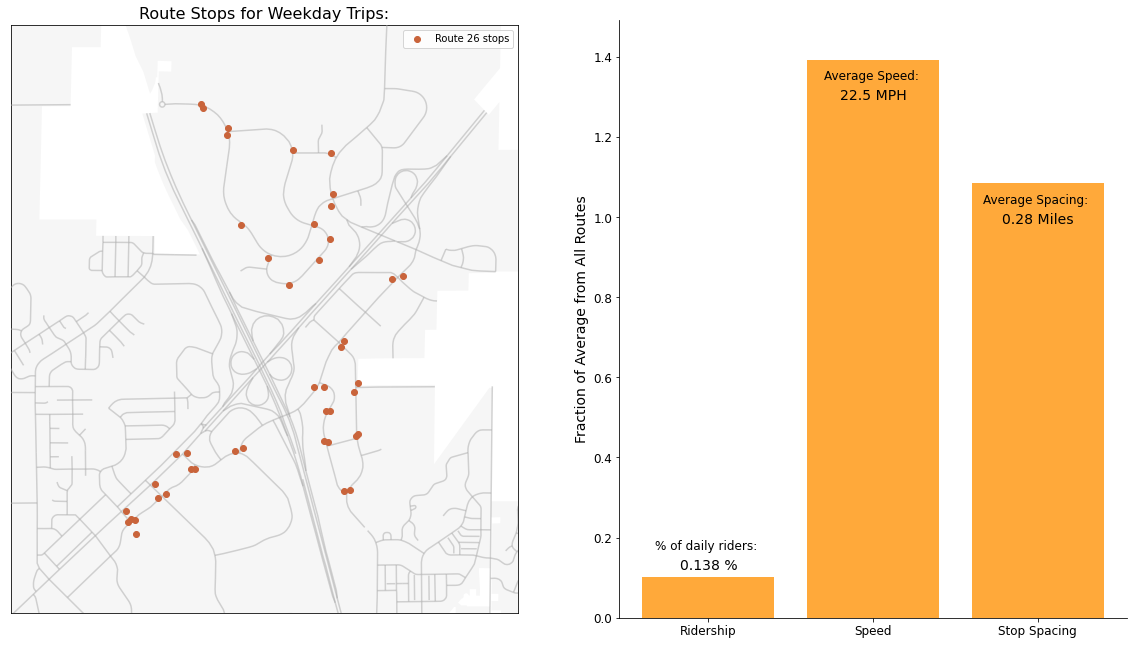 Route Stops for Weekday Trips:
Route 26 stops
Fraction of Average from All Routes
1.4
1.2
1.0
0.8
0.6
0.4
0.2
0.0
% of daily riders:
0.138 %
Average Speed:
22.5 MPH
Average Spacing:
0.28 Miles
Ridership
Speed
Stop Spacing